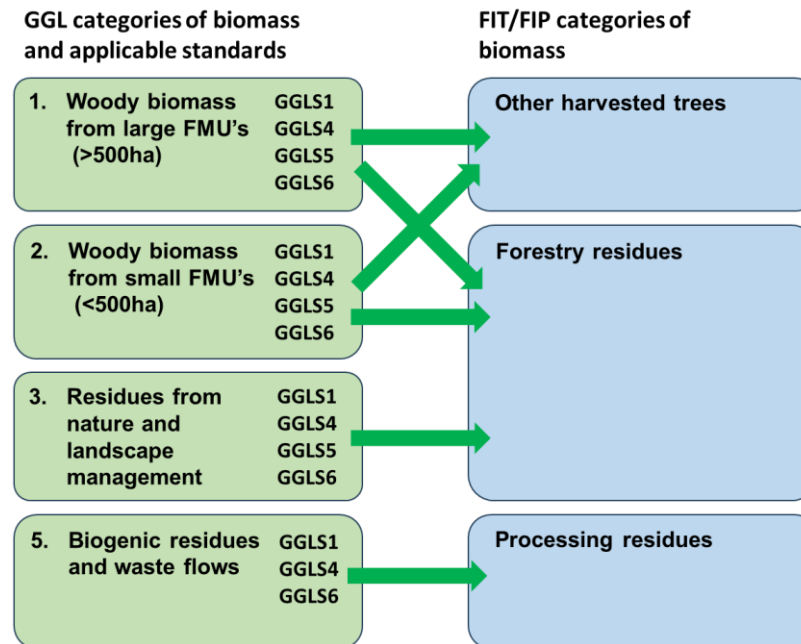 GGL categories of biomass
and applicable standards
FIT/FIP categories of
biomass
1. Woody biomass
from large FMU's
(>500ha)
GGLS1
GGLS4
GGLS5
GGLS6
Other harvested trees
2. Woody biomass
from small FMU's
(<500ha)
GGLS1
GGLS4
GGLS5
GGLS6
Forestry residues
3. Residues from
nature and
landscape
management
GGLS1
GGLS4
GGLS5
GGLS6
5. Biogenic residues
and waste flows
GGLS1
GGLS4
GGLS6
Processing residues